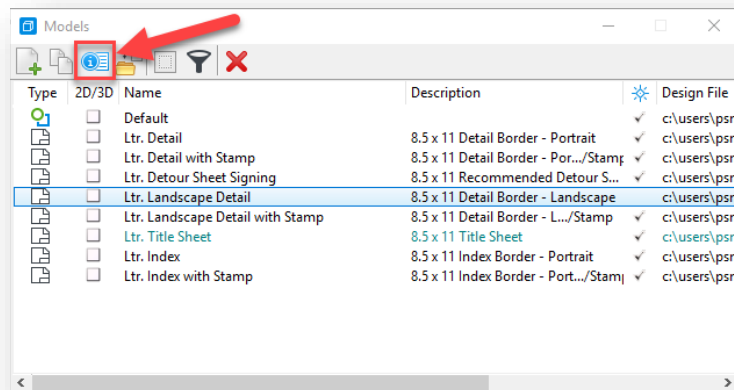 Models
Type 2D/3D Name Description Design File
Default c:\users\psr
Ltr. Detail 8.5 x 11 Detail Border - Portrait c:\users\psr
Ltr. Detail with Stamp 8.5 x 11 Detail Border - Por.../Stamp c:\users\psr
Ltr. Detour Sheet Signing 8.5 x 11 Recommended Detour S... c:\users\psr
Ltr. Landscape Detail 8.5 x 11 Detail Border - Landscape c:\users\psr
Ltr. Landscape Detail with Stamp 8.5 x 11 Detail Border - L.../Stamp c:\users\psr
Ltr. Title Sheet 8.5 x 11 Title Sheet c:\users\psr
Ltr. Index 8.5 x 11 Index Border - Portrait c:\users\psr
Ltr. Index with Stamp 8.5 x 11 Index Border - Port.../Stamp c:\users\psr